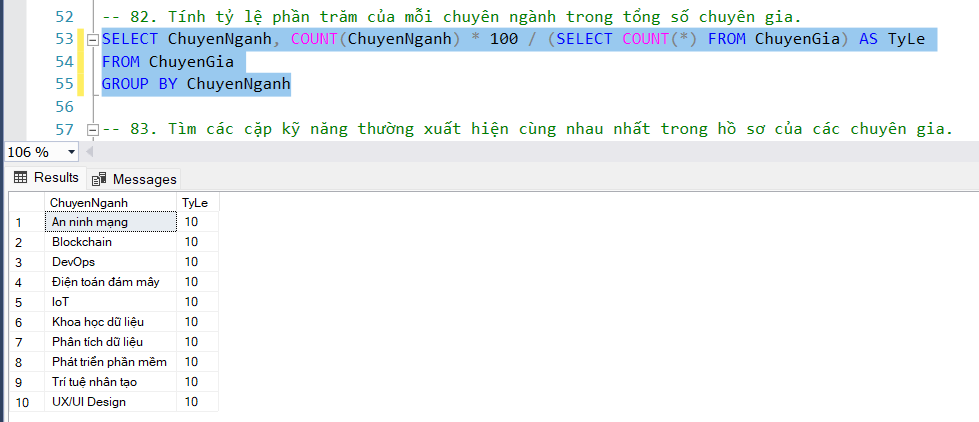 52 -- 82. Tính tỷ lệ phần trăm của mỗi chuyên ngành trong tổng số chuyên gia.
53 SELECT ChuyenNganh, COUNT(ChuyenNganh) * 100 / (SELECT COUNT(*) FROM ChuyenGia) AS TyLe
54 FROM ChuyenGia
55 GROUP BY ChuyenNganh
56
57 -- 83. Tìm các cặp kỹ năng thường xuất hiện cùng nhau nhất trong hồ sơ của các chuyên gia.
106 %
Results Messages
ChuyenNganh TyLe
1 An ninh mạng 10
2 Blockchain 10
3 DevOps 10
4 Điện toán đám mây 10
5 IoT 10
6 Khoa học dữ liệu 10
7 Phân tích dữ liệu 10
8 Phát triển phần mềm 10
9 Trí tuệ nhân tạo 10
10 UX/UI Design 10